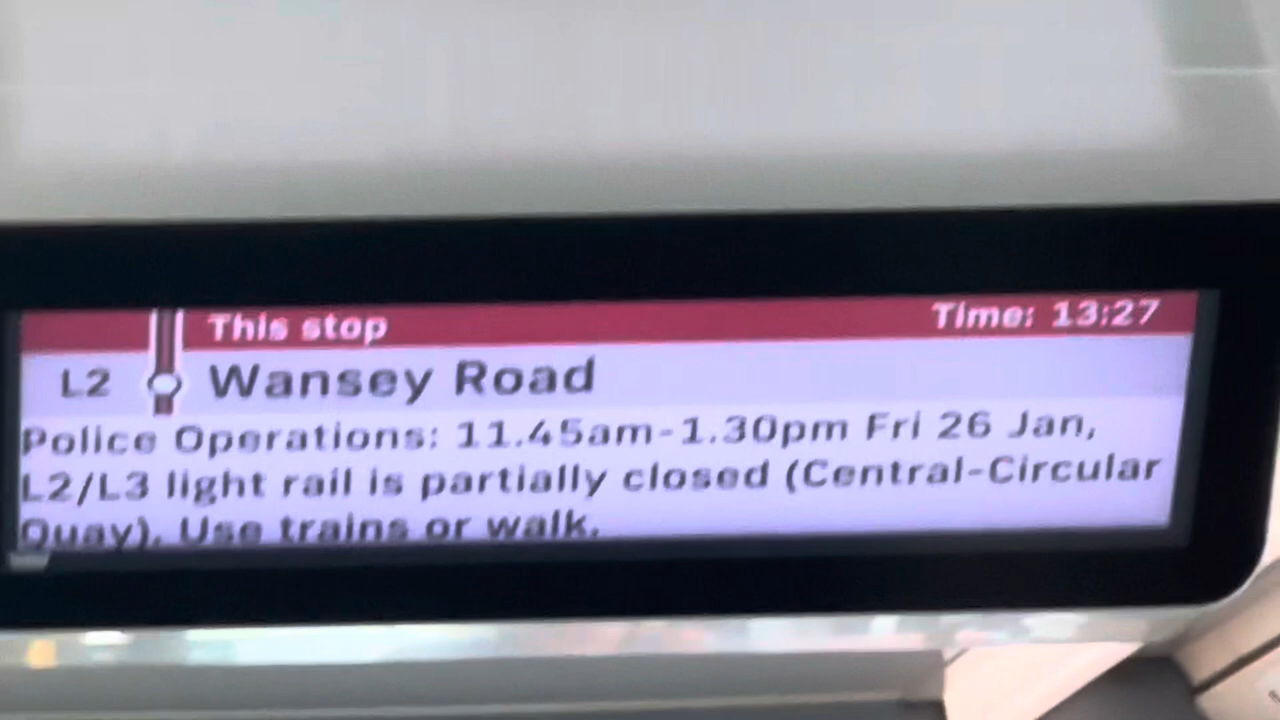 This stop Time: 13:27
L2 Wansey Road
Police Operations: 11.45am-1.30pm Fri 26 Jan,
L2/L3 light rail is partially closed (Central-Circular
Quay). Use trains or walk.